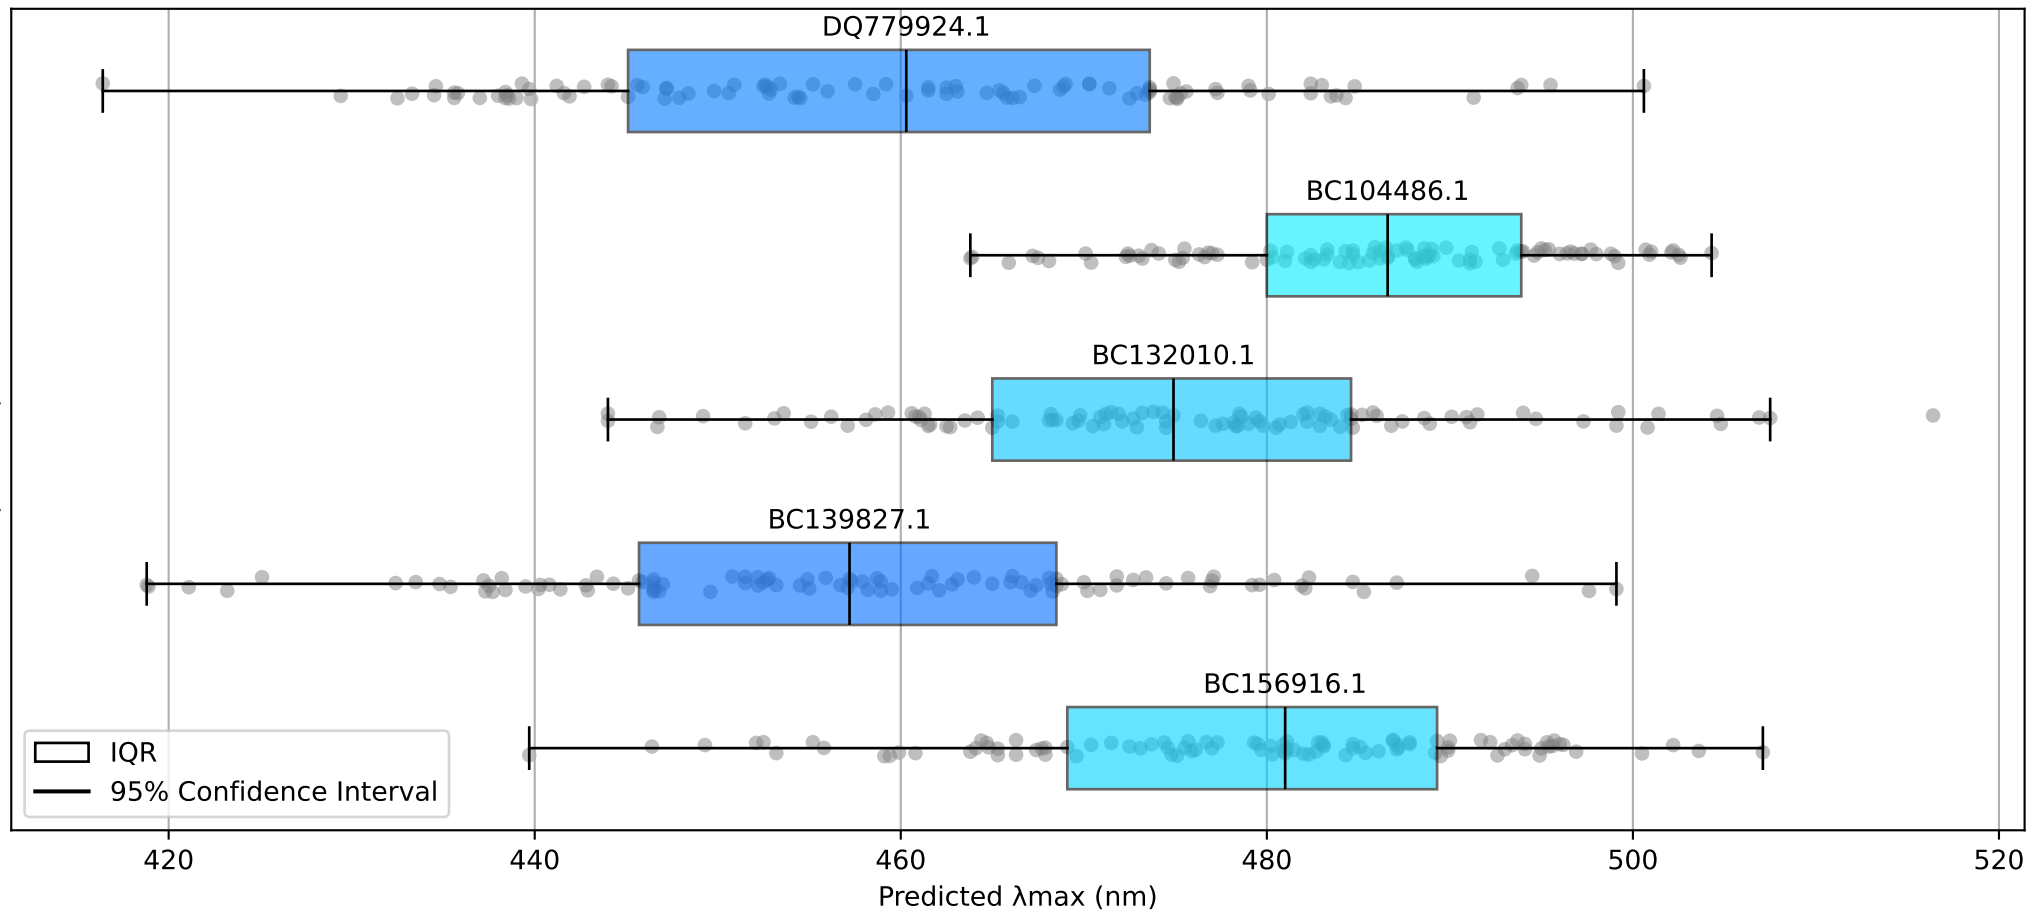 DQ779924.1
BC104486.1
BC132010.1
BC139827.1
BC156916.1
IQR
95% Confidence Interval
420 440 460 480 500 520
Predicted λmax (nm)